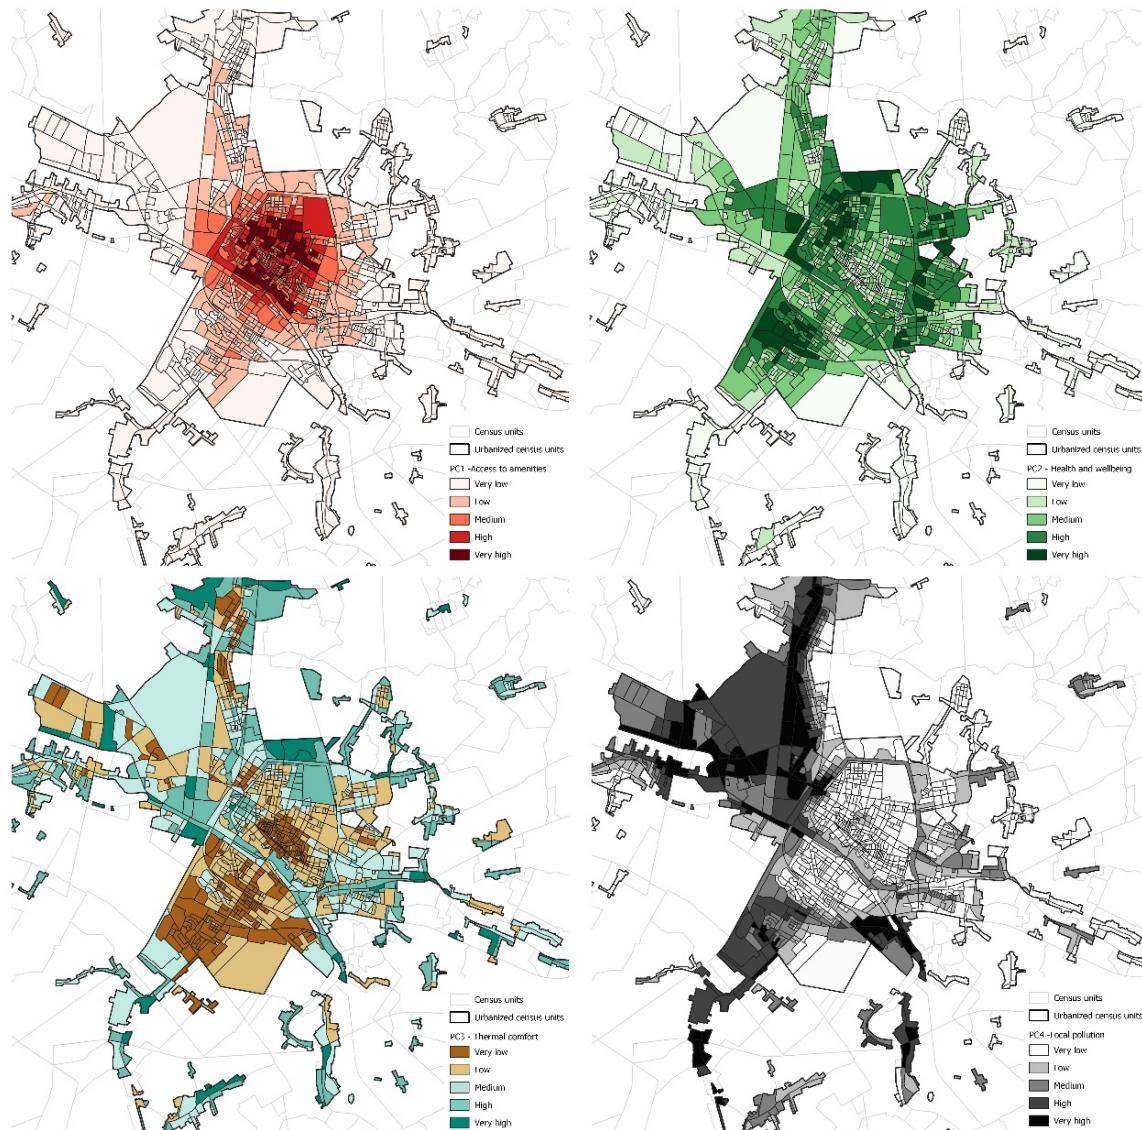 Census units
Urbanized census units
PC1 -Access to amenities
Very low
Low
Medium
High
Very high
Census units
Urbanized census units
PC2 - Health and wellbeing
Very low
Low
Medium
High
Very high
Census units
Urbanized census units
PC3 - Thermal comfort
Very low
Low
Medium
High
Very high
Census units
Urbanized census units
PC4 -Local pollution
Very low
Low
Medium
High
Very high